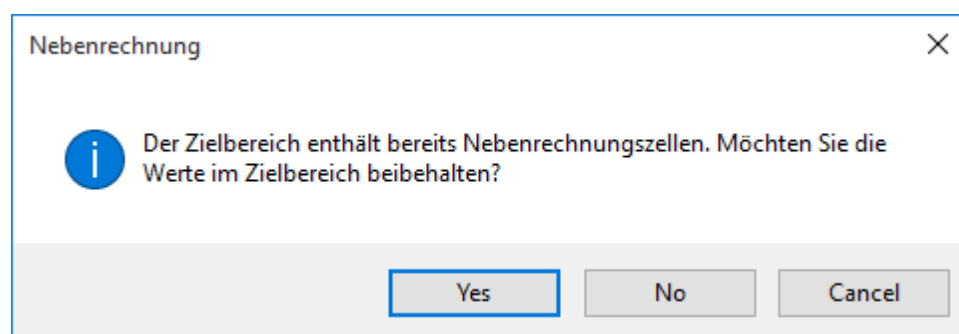 Nebenrechnung
Der Zielbereich enthält bereits Nebenrechnungszellen. Möchten Sie die
Werte im Zielbereich beibehalten?
Yes No Cancel